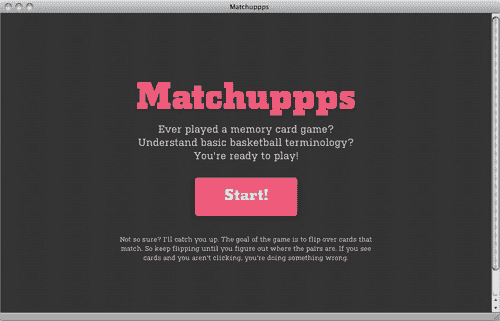 Matchuppps
Matchuppps
Ever played a memory card game?
Understand basic basketball terminology?
You're ready to play!
Start!
Not so sure? I'll catch you up. The goal of the game is to flip over cards that
match. So keep flipping until you figure out where the pairs are. If you see
cards and you aren't clicking, you're doing something wrong.